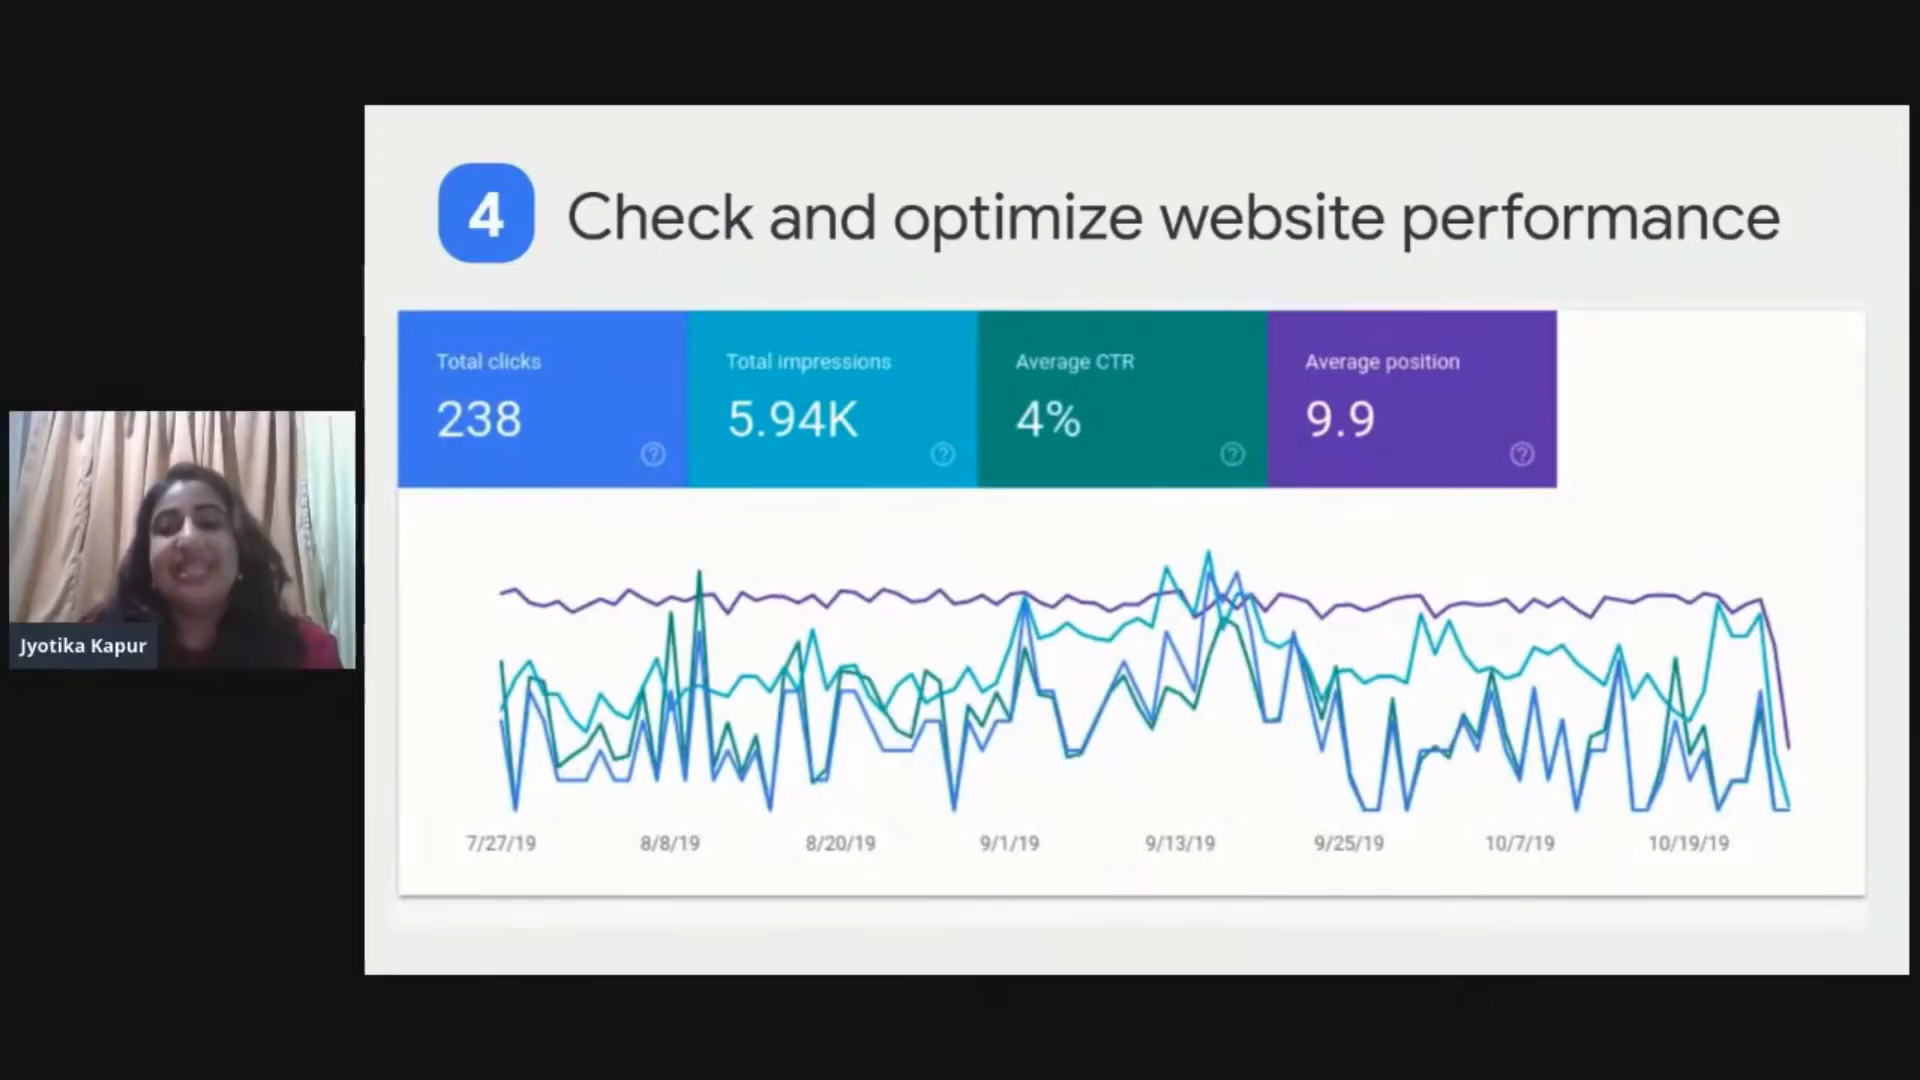 4 Check and optimize website performance
Total clicks
238
Total impressions
5.94K
Average CTR
4%
Average position
9.9
Jyotika Kapur
7/27/19 8/8/19 8/20/19 9/1/19 9/13/19 9/25/19 10/7/19 10/19/19